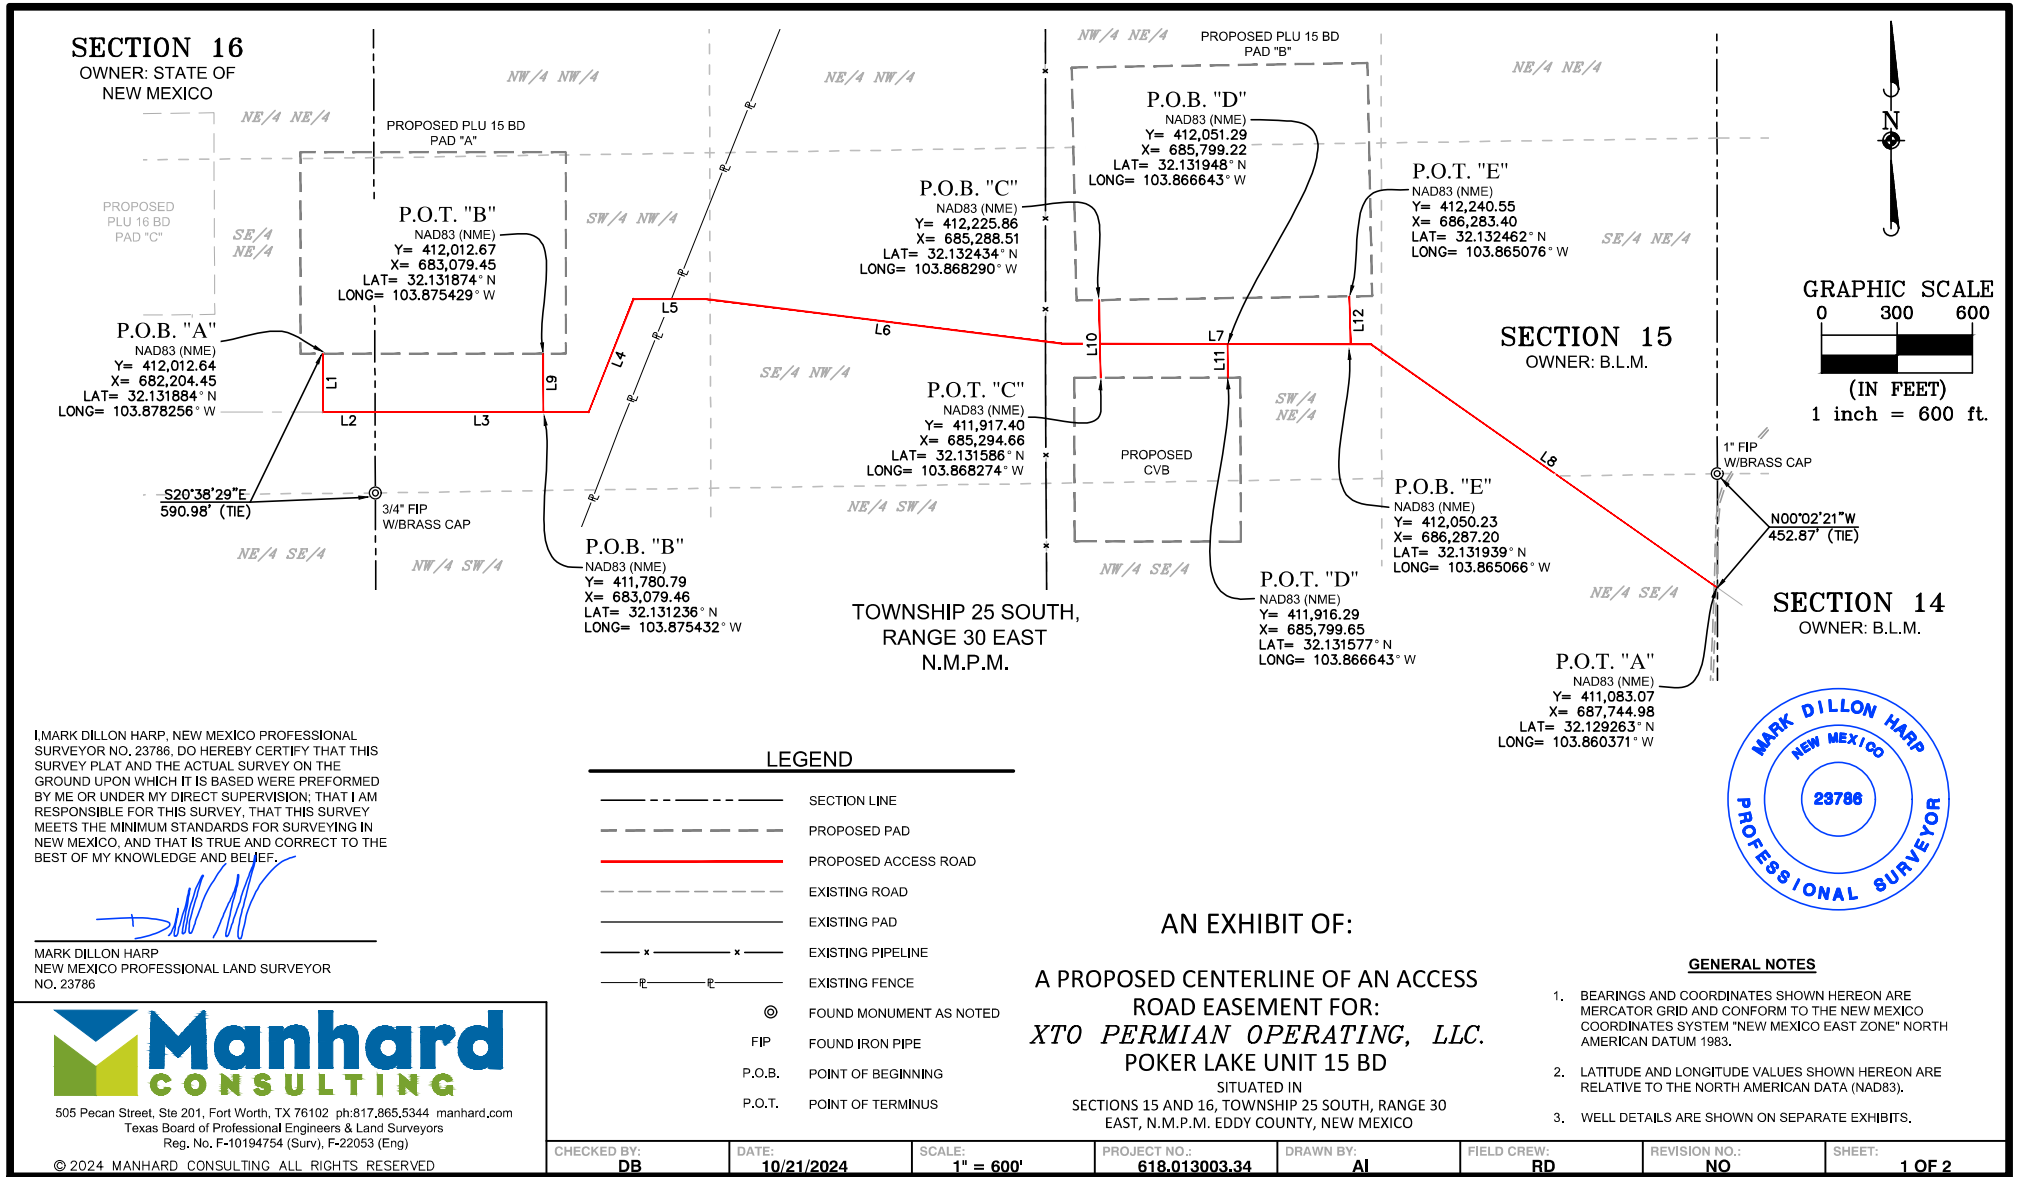 SECTION 16
OWNER: STATE OF
NEW MEXICO
NE/4 NE/4
NW/4 NW/4
NE/4 NW/4
NW/4 NE/4
NE/4 NE/4
PROPOSED PLU 15 BD
PAD "A"
PROPOSED PLU 15 BD
PAD "B"
PROPOSED
PLU 16 BD
PAD "C"
SE/4
NE/4
SW/4 NW/4
SE/4 NE/4
P.O.T. "B"
NAD83 (NME)
Y= 412,012.67
X= 683,079.45
LAT= 32.131874° N
LONG= 103.875429° W
P.O.B. "A"
NAD83 (NME)
Y= 412,012.64
X= 682,204.45
LAT= 32.131884° N
LONG= 103.878256° W
P.O.B. "C"
NAD83 (NME)
Y= 412,225.86
X= 685,288.51
LAT= 32.132434° N
LONG= 103.868290° W
P.O.B. "D"
NAD83 (NME)
Y= 412,051.29
X= 685,799.22
LAT= 32.131948° N
LONG= 103.866643° W
P.O.T. "E"
NAD83 (NME)
Y= 412,240.55
X= 686,283.40
LAT= 32.132462° N
LONG= 103.865076° W
N
GRAPHIC SCALE
0 300 600
(IN FEET)
1 inch = 600 ft.
L1
L2
L3
L4
L5
L6
L7
L8
L9
L10
L11
L12
SE/4 NW/4
SW/4
NE/4
SECTION 15
OWNER: B.L.M.
P.O.T. "C"
NAD83 (NME)
Y= 411,917.40
X= 685,294.66
LAT= 32.131586° N
LONG= 103.868274° W
PROPOSED
CVB
S20°38'29"E
590.98' (TIE)
3/4" FIP
W/BRASS CAP
1" FIP
W/BRASS CAP
N00°02'21"W
452.87' (TIE)
NE/4 SE/4
NW/4 SW/4
NE/4 SW/4
NW/4 SE/4
NE/4 SE/4
P.O.B. "B"
NAD83 (NME)
Y= 411,780.79
X= 683,079.46
LAT= 32.131236° N
LONG= 103.875432° W
P.O.B. "E"
NAD83 (NME)
Y= 412,050.23
X= 686,287.20
LAT= 32.131939° N
LONG= 103.865066° W
P.O.T. "D"
NAD83 (NME)
Y= 411,916.29
X= 685,799.65
LAT= 32.131577° N
LONG= 103.866643° W
TOWNSHIP 25 SOUTH,
RANGE 30 EAST
N.M.P.M.
SECTION 14
OWNER: B.L.M.
P.O.T. "A"
NAD83 (NME)
Y= 411,083.07
X= 687,744.98
LAT= 32.129263° N
LONG= 103.860371° W
MARK DILLON HARP
NEW MEXICO
23786
PROFESSIONAL SURVEYOR
I,MARK DILLON HARP, NEW MEXICO PROFESSIONAL
SURVEYOR NO. 23786, DO HEREBY CERTIFY THAT THIS
SURVEY PLAT AND THE ACTUAL SURVEY ON THE
GROUND UPON WHICH IT IS BASED WERE PREFORMED
BY ME OR UNDER MY DIRECT SUPERVISION; THAT I AM
RESPONSIBLE FOR THIS SURVEY, THAT THIS SURVEY
MEETS THE MINIMUM STANDARDS FOR SURVEYING IN
NEW MEXICO, AND THAT IS TRUE AND CORRECT TO THE
BEST OF MY KNOWLEDGE AND BELIEF.
MARK DILLON HARP
NEW MEXICO PROFESSIONAL LAND SURVEYOR
NO. 23786
LEGEND
SECTION LINE
PROPOSED PAD
PROPOSED ACCESS ROAD
EXISTING ROAD
EXISTING PAD
EXISTING PIPELINE
EXISTING FENCE
FOUND MONUMENT AS NOTED
FIP FOUND IRON PIPE
P.O.B. POINT OF BEGINNING
P.O.T. POINT OF TERMINUS
AN EXHIBIT OF:
A PROPOSED CENTERLINE OF AN ACCESS
ROAD EASEMENT FOR:
XTO PERMIAN OPERATING, LLC.
POKER LAKE UNIT 15 BD
SITUATED IN
SECTIONS 15 AND 16, TOWNSHIP 25 SOUTH, RANGE 30
EAST, N.M.P.M. EDDY COUNTY, NEW MEXICO
GENERAL NOTES
1. BEARINGS AND COORDINATES SHOWN HEREON ARE
MERCATOR GRID AND CONFORM TO THE NEW MEXICO
COORDINATES SYSTEM "NEW MEXICO EAST ZONE" NORTH
AMERICAN DATUM 1983.
2. LATITUDE AND LONGITUDE VALUES SHOWN HEREON ARE
RELATIVE TO THE NORTH AMERICAN DATA (NAD83).
3. WELL DETAILS ARE SHOWN ON SEPARATE EXHIBITS.
Manhard
CONSULTING
505 Pecan Street, Ste 201, Fort Worth, TX 76102 ph:817.865.5344 manhard.com
Texas Board of Professional Engineers & Land Surveyors
Reg. No. F-10194754 (Surv), F-22053 (Eng)
© 2024 MANHARD CONSULTING ALL RIGHTS RESERVED
CHECKED BY: DB
DATE: 10/21/2024
SCALE: 1" = 600'
PROJECT NO.: 618.013003.34
DRAWN BY: AI
FIELD CREW: RD
REVISION NO.: NO
SHEET: 1 OF 2